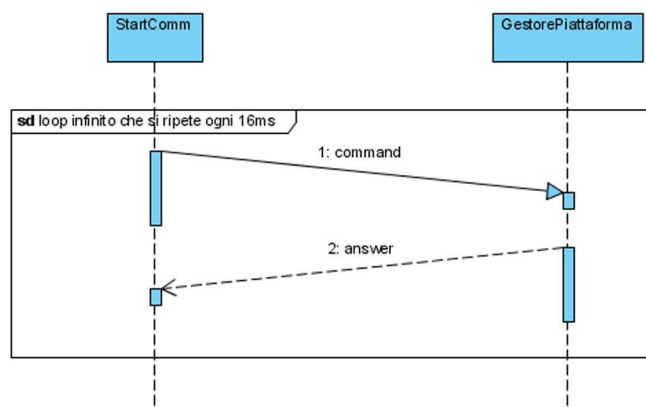 StartComm
GestorePiattaforma
sd loop infinito che si ripete ogni 16ms
1: command
2: answer